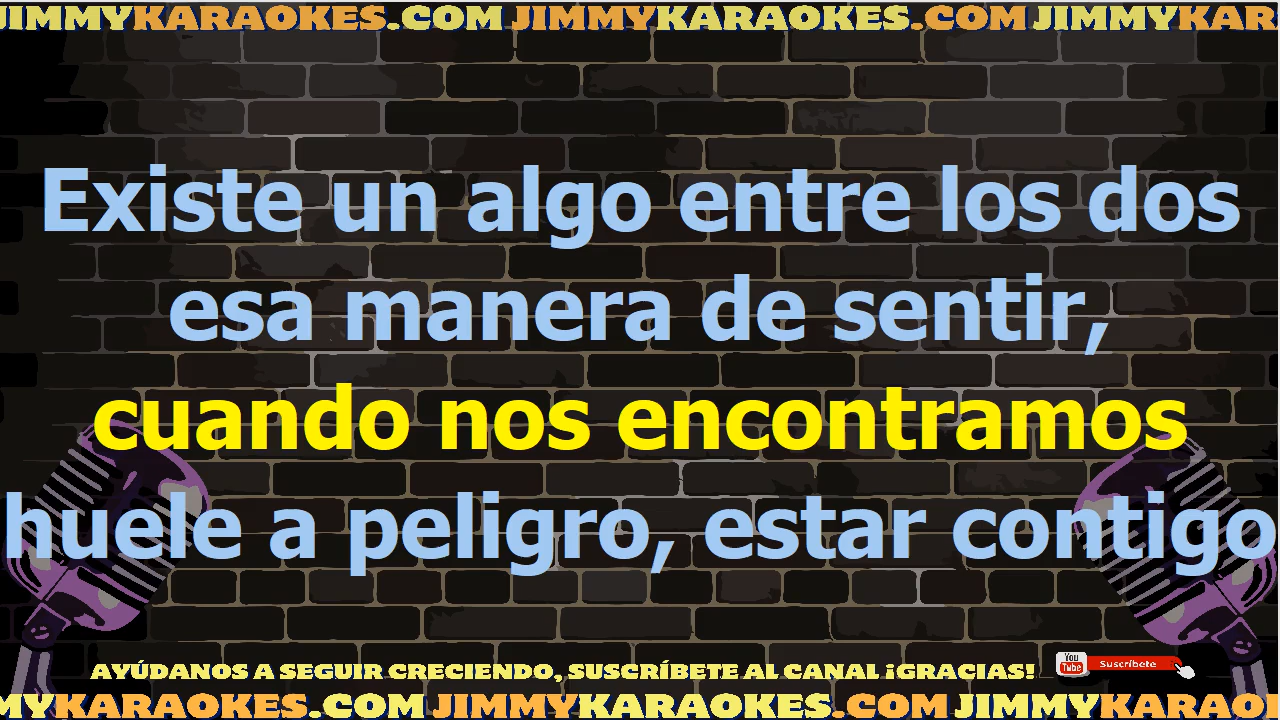 JIMMYKARAOKES.COM JIMMYKARAOKES.COM JIMMYKAR
Existe un algo entre los dos
esa manera de sentir,
cuando nos encontramos
huele a peligro, estar contigo
AYÚDANOS A SEGUIR CRECIENDO, SUSCRÍBETE AL CANAL ¡GRACIAS!
You Tube Suscríbete
MYKARAOKES.COM JIMMYKARAOKES.COM JIMMYKARAOI